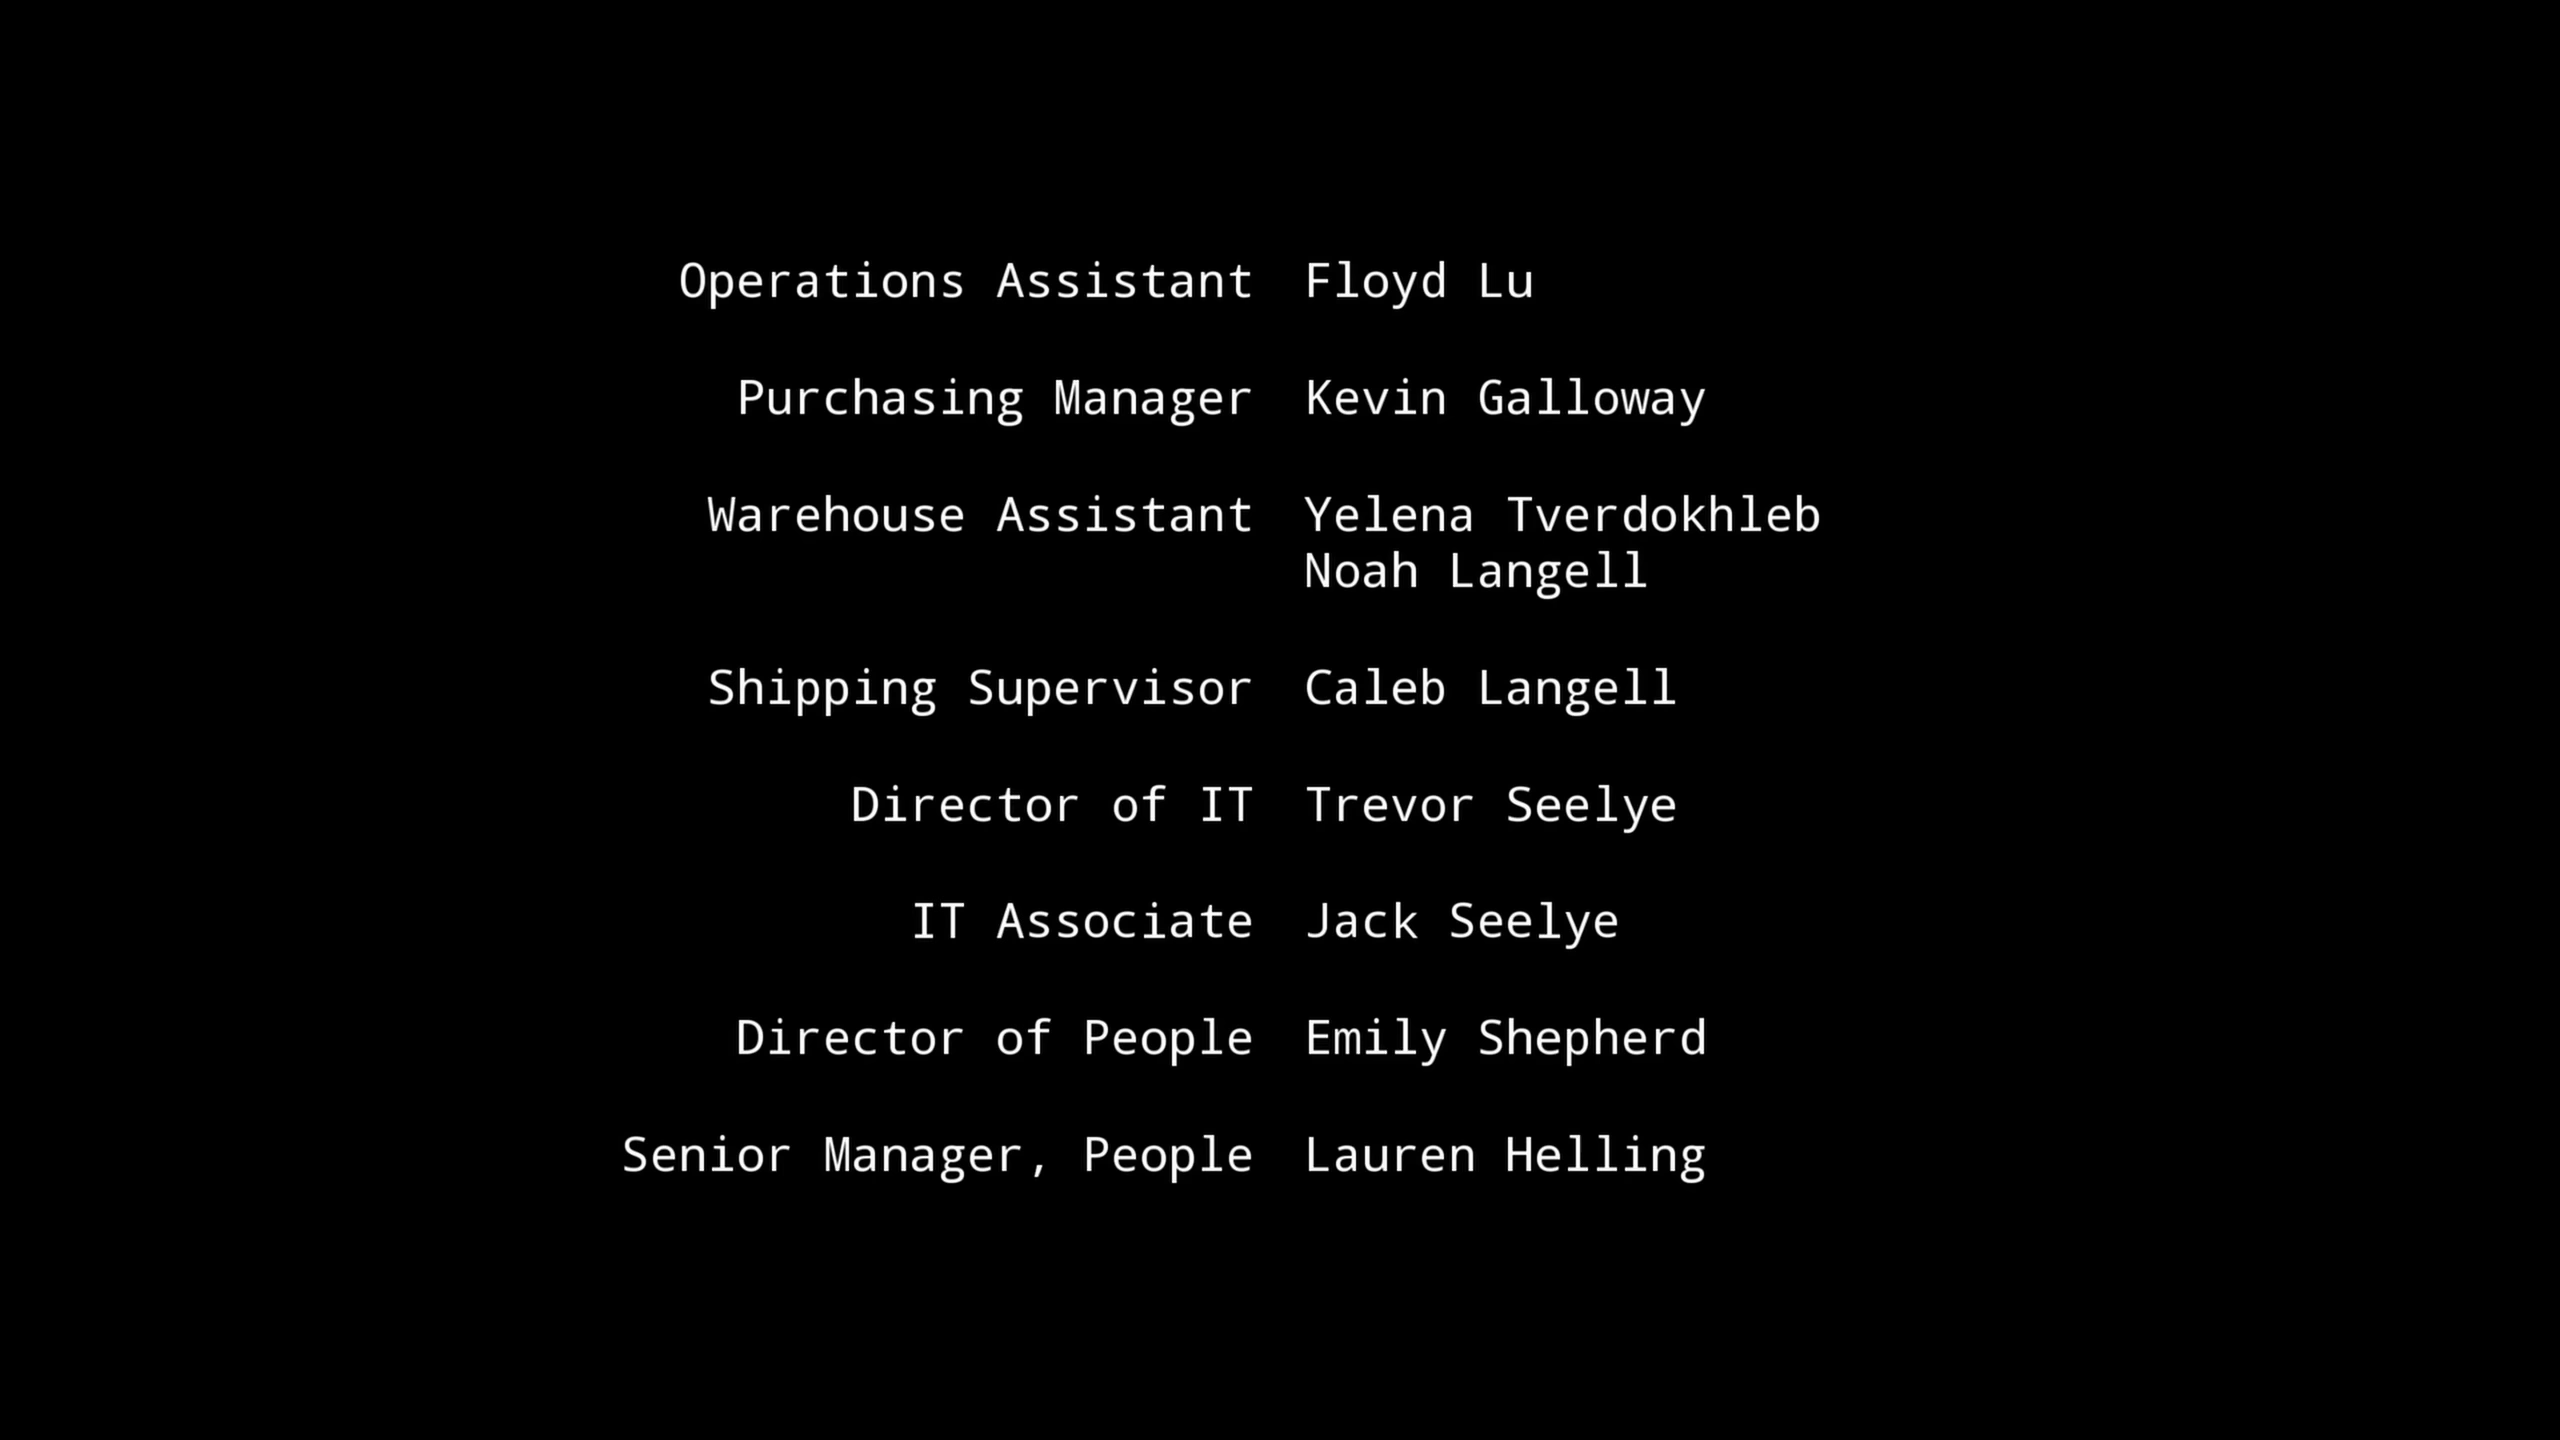 Operations Assistant Floyd Lu
Purchasing Manager Kevin Galloway
Warehouse Assistant Yelena Tverdokhleb
Noah Langell
Shipping Supervisor Caleb Langell
Director of IT Trevor Seelye
IT Associate Jack Seelye
Director of People Emily Shepherd
Senior Manager, People Lauren Helling